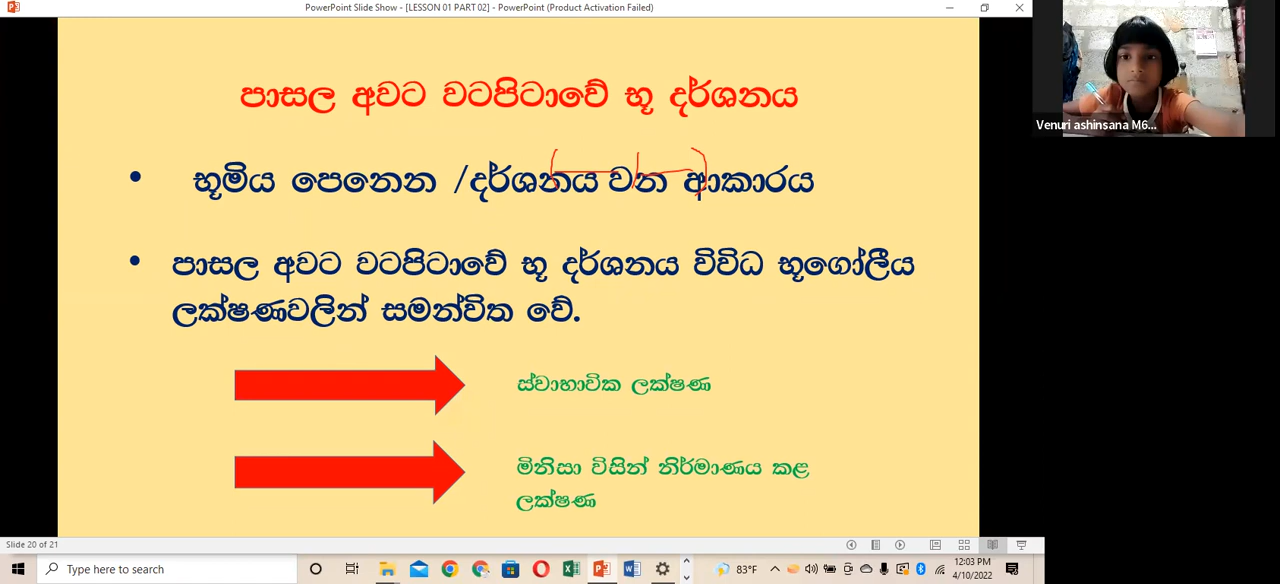 PowerPoint Slide Show - [LESSON 01 PART 02] - PowerPoint (Product Activation Failed)
Venuri ashinsana M6...
පාසල අවට වටපිටාවේ භූ දර්ශනය
• භූමිය පෙනෙන /දර්ශනය වන ආකාරය
• පාසල අවට වටපිටාවේ භූ දර්ශනය විවිධ භූගෝලීය
ලක්ෂණවලින් සමන්විත වේ.
ස්වාභාවික ලක්ෂණ
මිනිසා විසින් නිර්මාණය කළ
ලක්ෂණ
Slide 20 of 21
Type here to search
83°F
12:03 PM
4/10/2022